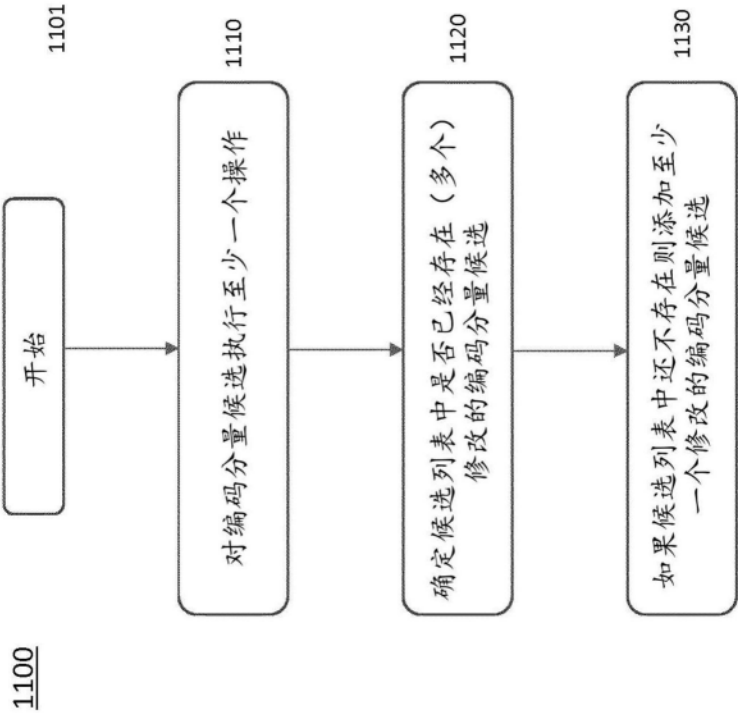 1100
开始
1101
对编码分量候选执行至少一个操作
1110
确定候选列表中是否已经存在（多个）
修改的编码分量候选
1120
如果候选列表中还不存在则添加至少
一个修改的编码分量候选
1130